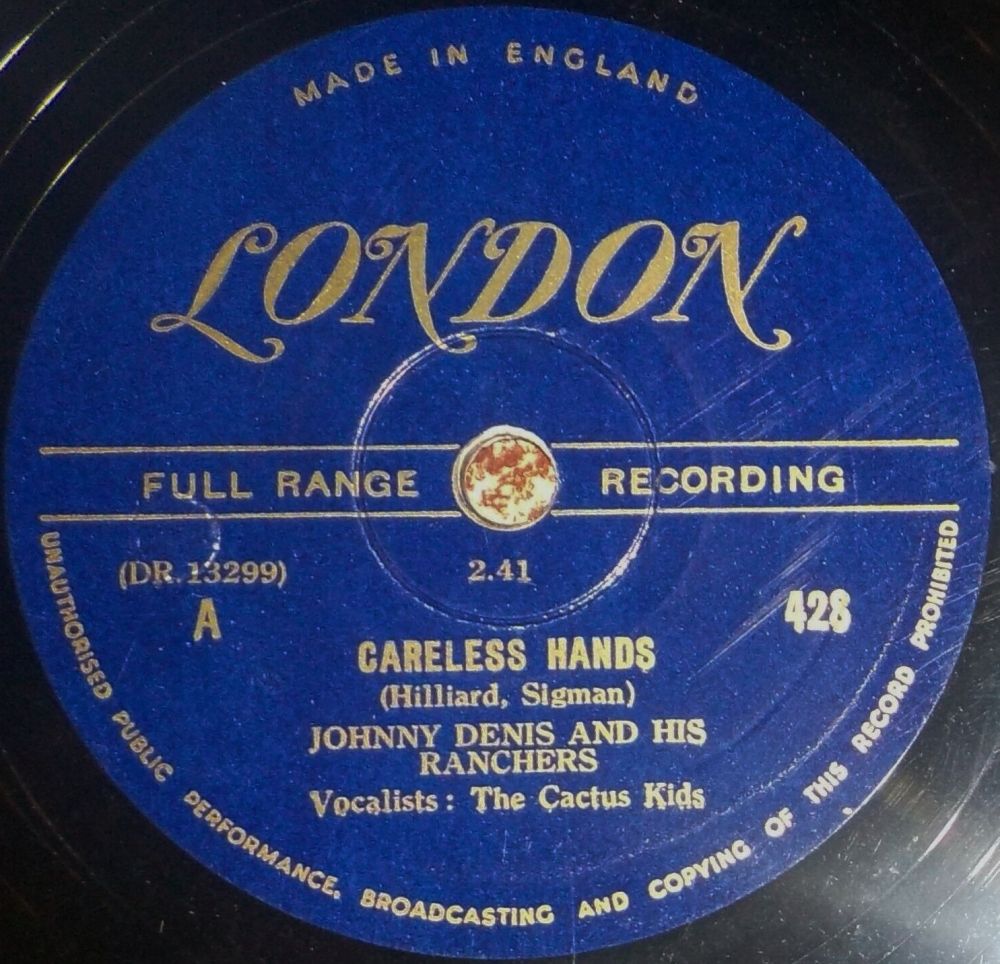 MADE IN ENGLAND
LONDON
FULL RANGE RECORDING
(DR.13299) 2.41
A 428
CARELESS HANDS
(Hilliard, Sigman)
JOHNNY DENIS AND HIS
RANCHERS
Vocalists: The Cactus Kids
UNAUTHORISED PUBLIC PERFORMANCE, BROADCASTING AND COPYING OF THIS RECORD PROHIBITED